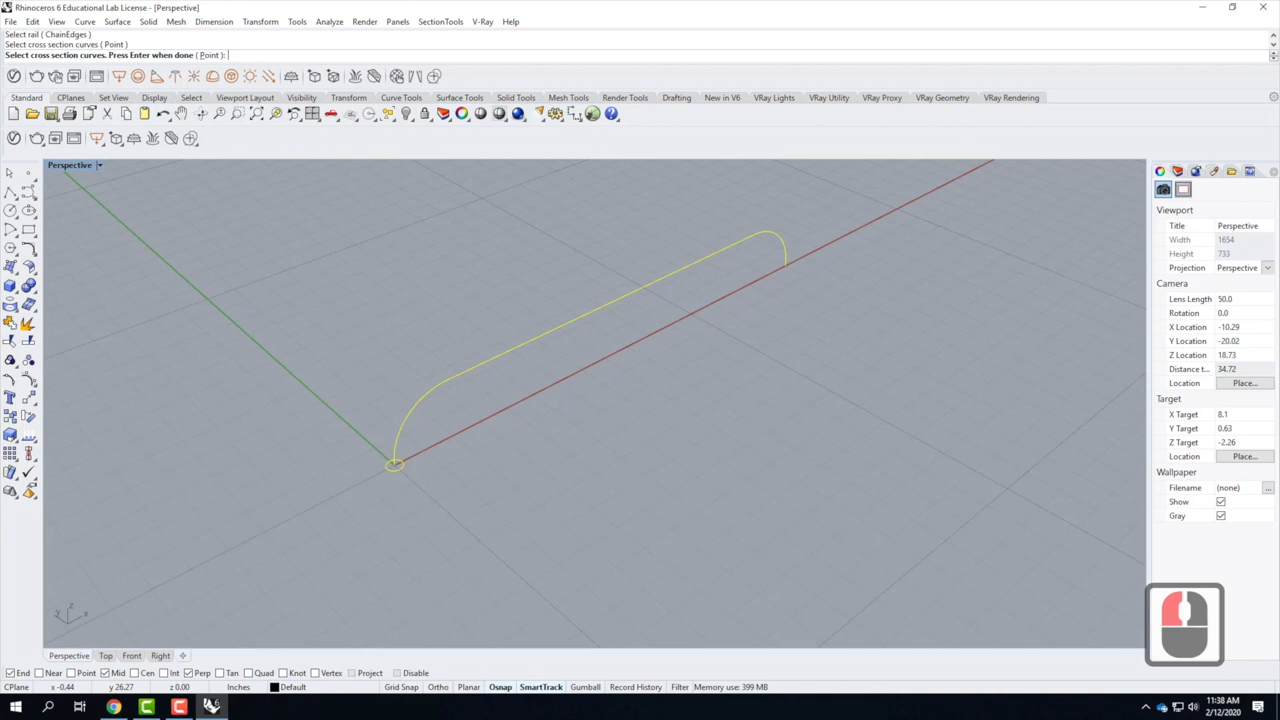 Rhinoceros 6 Educational Lab License - [Perspective]
File Edit View Curve Surface Solid Mesh Dimension Transform Tools Analyze Render Panels SectionTools V-Ray Help
Select rail ( ChainEdges )
Select cross section curves ( Point )
Select cross section curves. Press Enter when done ( Point ):
Standard CPlanes Set View Display Select Viewport Layout Visibility Transform Curve Tools Surface Tools Solid Tools Mesh Tools Render Tools Drafting New in V6 VRay Lights VRay Utility VRay Proxy VRay Geometry VRay Rendering
Perspective
Viewport
Title Perspective
Width 1654
Height 733
Projection Perspective
Camera
Lens Length 50.0
Rotation 0.0
X Location -10.29
Y Location -20.02
Z Location 18.73
Distance t... 34.72
Location Place...
Target
X Target 8.1
Y Target 0.63
Z Target -2.26
Location Place...
Wallpaper
Filename (none) ...
Show
Gray
z
y x
Perspective Top Front Right
End Near Point Mid Cen Int Perp Tan Quad Knot Vertex Project Disable
CPlane x -0.44 y 26.27 z 0.00 Inches Default Grid Snap Ortho Planar Osnap SmartTrack Gumball Record History Filter Memory use: 399 MB
11:38 AM
2/12/2020